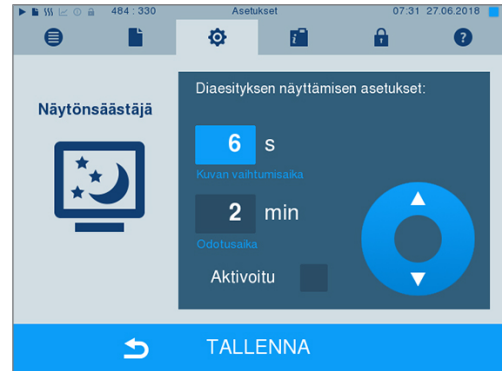 484 : 330 Asetukset 07:31 27.06.2018
Näytönsäästäjä
Diaesityksen näyttämisen asetukset:
6 s
Kuvan vaihtumisaika
2 min
Odotusaika
Aktivoitu
TALLENNA